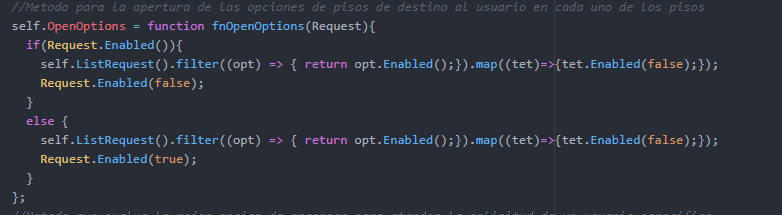 //Metodo para la apertura de las opciones de pisos de destino al usuario en cada uno de los pisos
self.OpenOptions = function fnOpenOptions(Request){
if(Request.Enabled()){
self.ListRequest().filter((opt) => { return opt.Enabled();}).map((tet)=>{tet.Enabled(false);});
Request.Enabled(false);
}
else {
self.ListRequest().filter((opt) => { return opt.Enabled();}).map((tet)=>{tet.Enabled(false);});
Request.Enabled(true);
}
};